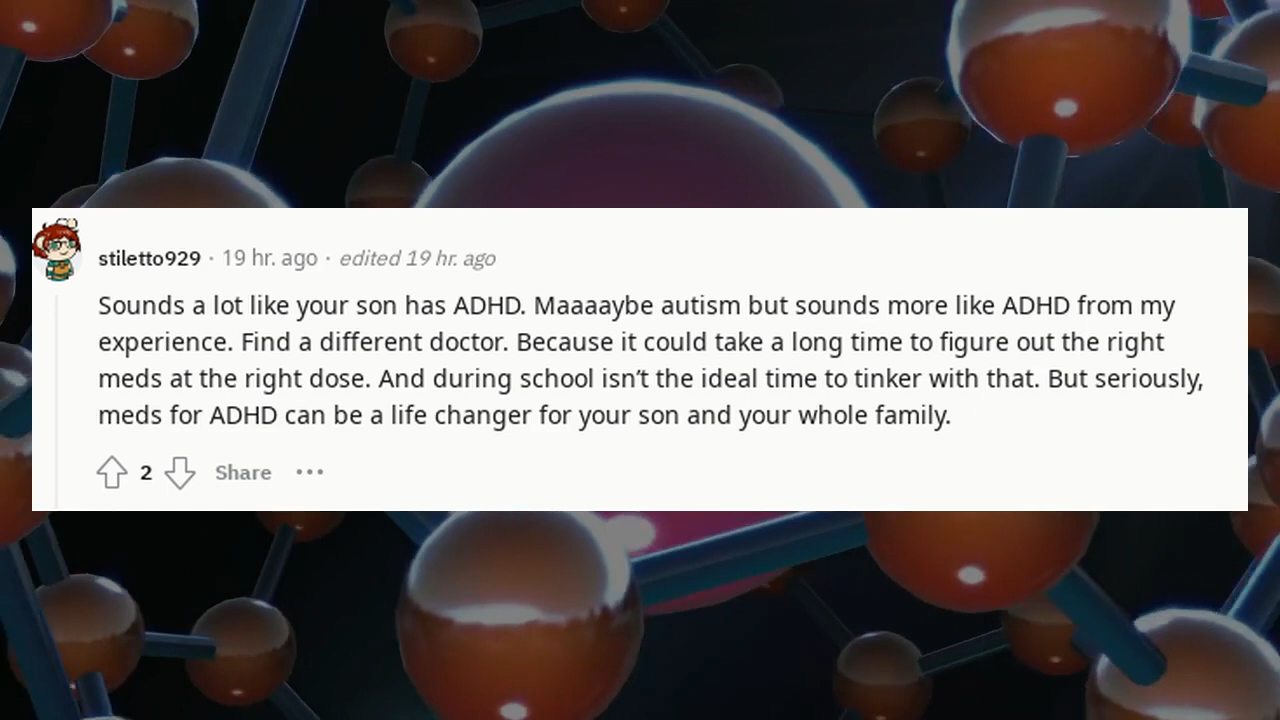 stiletto929 · 19 hr. ago · edited 19 hr. ago
Sounds a lot like your son has ADHD. Maaaaybe autism but sounds more like ADHD from my
experience. Find a different doctor. Because it could take a long time to figure out the right
meds at the right dose. And during school isn’t the ideal time to tinker with that. But seriously,
meds for ADHD can be a life changer for your son and your whole family.
2 Share ···